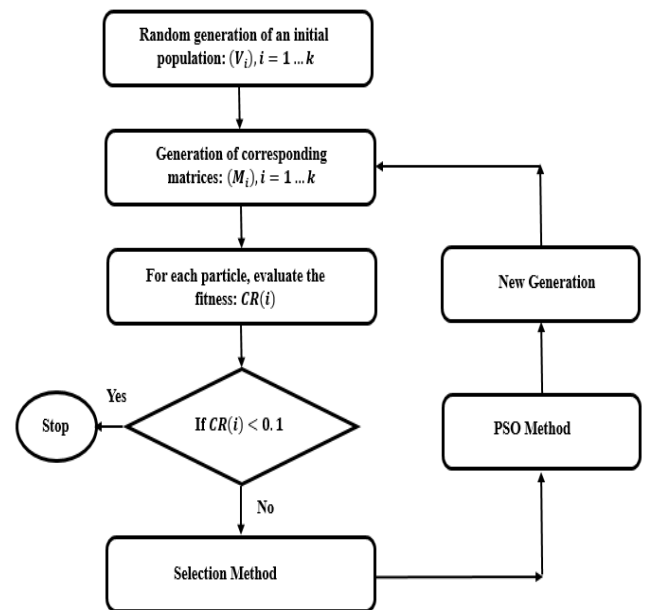 Random generation of an initial
population: (V_i), i = 1 … k
Generation of corresponding
matrices: (M_i), i = 1 … k
For each particle, evaluate the
fitness: CR(i)
If CR(i) < 0.1
Yes
Stop
No
Selection Method
PSO Method
New Generation